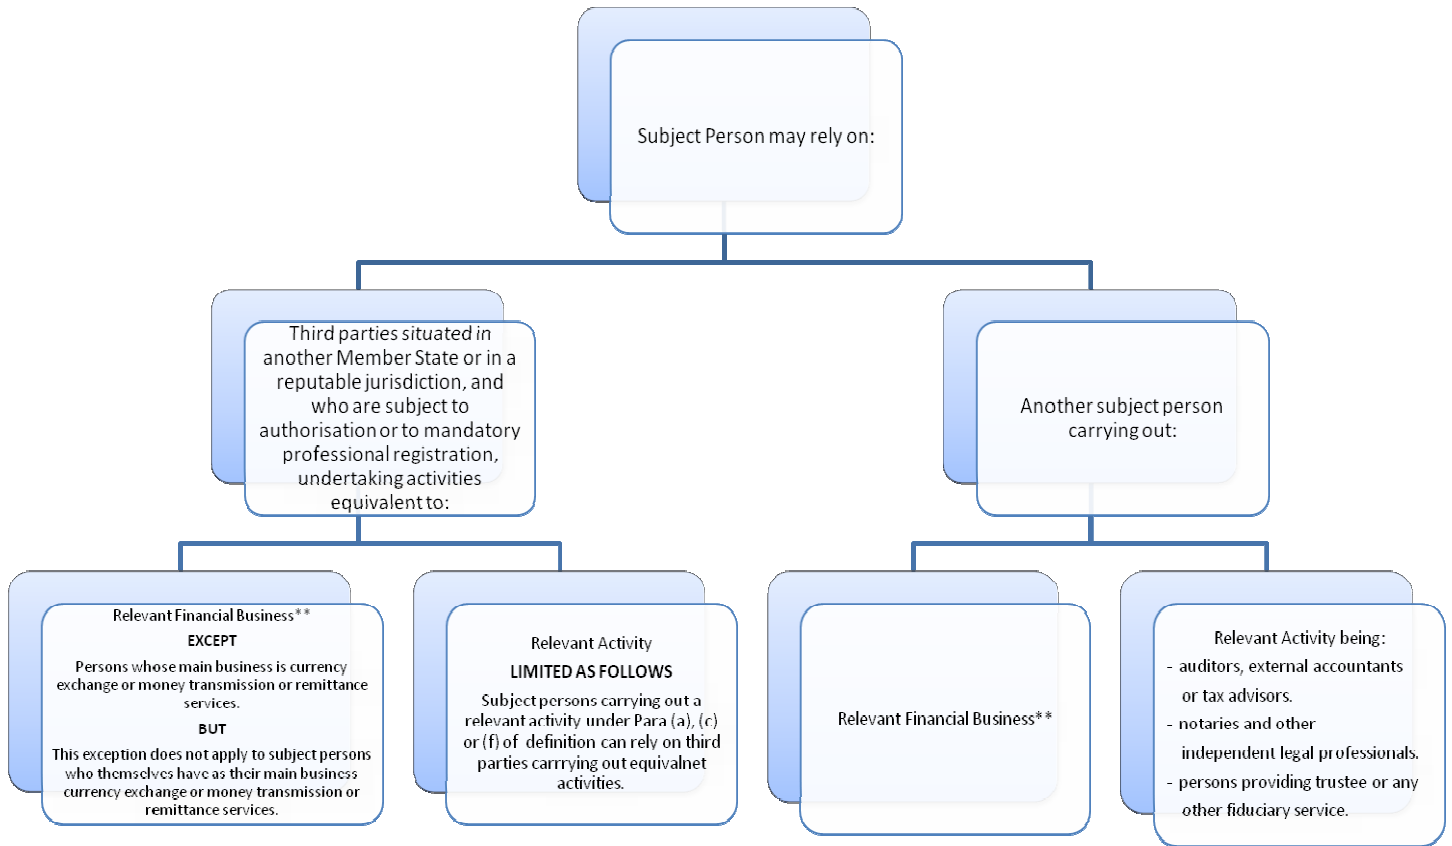 Subject Person may rely on:
Third parties situated in
another Member State or in a
reputable jurisdiction, and
who are subject to
authorisation or to mandatory
professional registration,
undertaking activities
equivalent to:
Another subject person
carrying out:
Relevant Financial Business**
EXCEPT
Persons whose main business is currency
exchange or money transmission or remittance
services.
BUT
This exception does not apply to subject persons
who themselves have as their main business
currency exchange or money transmission or
remittance services.
Relevant Activity
LIMITED AS FOLLOWS
Subject persons carrying out a
relevant activity under Para (a), (c)
or (f) of definition can rely on third
parties carrrying out equivalnet
activities.
Relevant Financial Business**
Relevant Activity being:
- auditors, external accountants
or tax advisors.
- notaries and other
independent legal professionals.
- persons providing trustee or any
other fiduciary service.